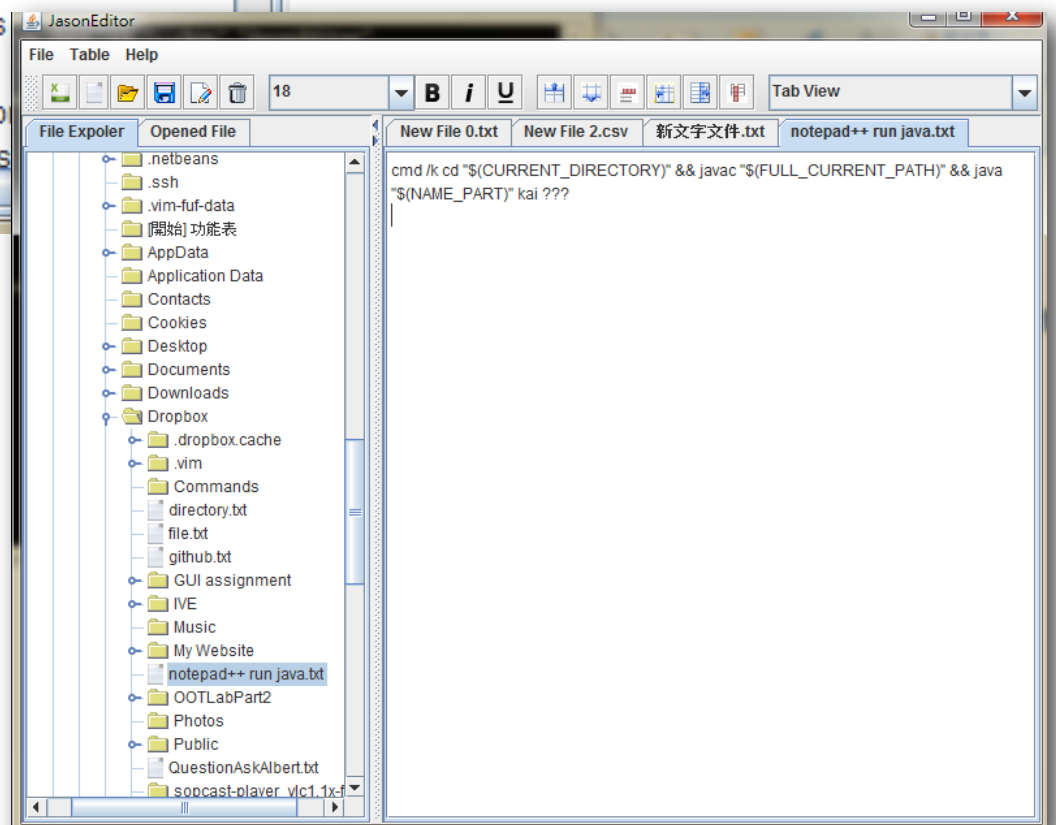 JasonEditor
File Table Help
18
B i U
Tab View
File Expoler Opened File
New File 0.txt New File 2.csv 新文字文件.txt notepad++ run java.txt
.netbeans
.ssh
.vim-fuf-data
[開始] 功能表
AppData
Application Data
Contacts
Cookies
Desktop
Documents
Downloads
Dropbox
.dropbox.cache
.vim
Commands
directory.txt
file.txt
github.txt
GUI assignment
IVE
Music
My Website
notepad++ run java.txt
OOTLabPart2
Photos
Public
QuestionAskAlbert.txt
sopcast-player_vlc1.1x-f
cmd /k cd "$(CURRENT_DIRECTORY)" && javac "$(FULL_CURRENT_PATH)" && java
"$(NAME_PART)" kai ???